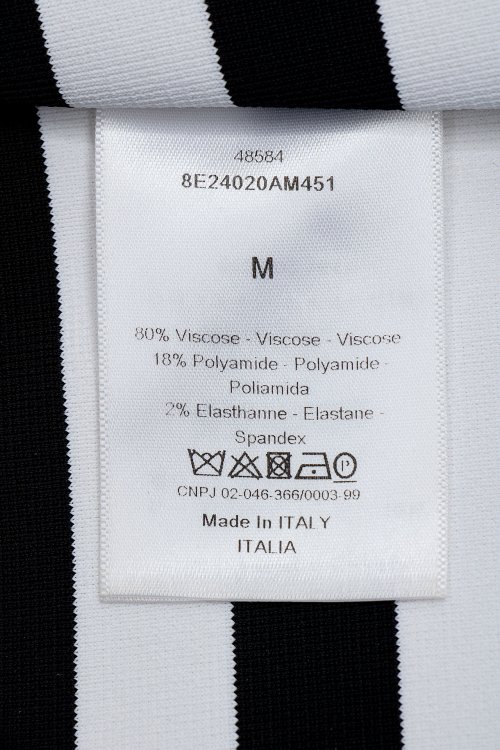 48584
8E24020AM451
M
80% Viscose - Viscose - Viscose
18% Polyamide - Polyamide -
Poliamida
2% Elasthanne - Elastane -
Spandex
P
CNPJ 02-046-366/0003-99
Made In ITALY
ITALIA